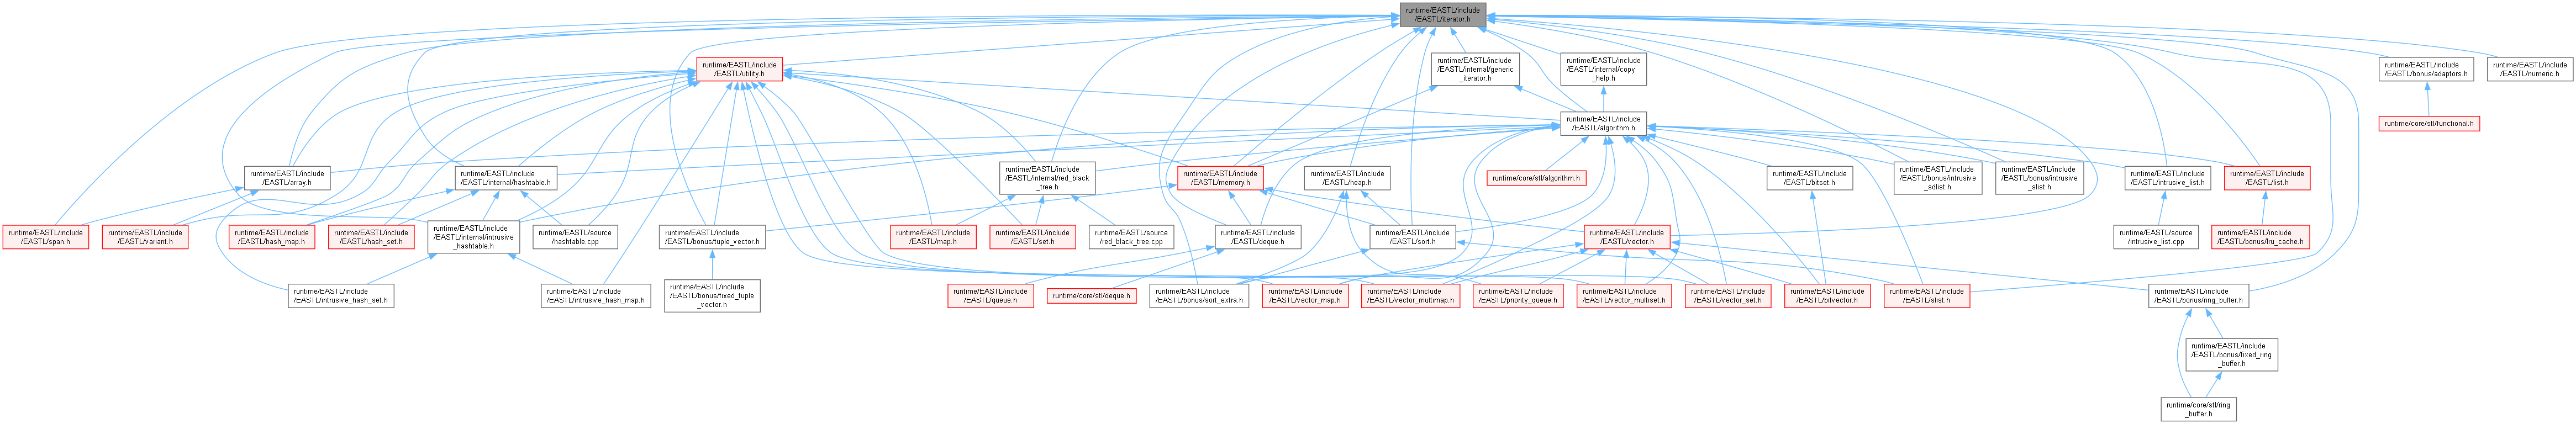 runtime/EASTL/include
/EASTL/iterator.h
runtime/EASTL/include
/EASTL/utility.h
runtime/EASTL/include
/EASTL/internal/generic
_iterator.h
runtime/EASTL/include
/EASTL/internal/copy
_help.h
runtime/EASTL/include
/EASTL/bonus/adaptors.h
runtime/EASTL/include
/EASTL/numeric.h
runtime/EASTL/include
/EASTL/algorithm.h
runtime/core/stl/functional.h
runtime/EASTL/include
/EASTL/array.h
runtime/EASTL/include
/EASTL/internal/hashtable.h
runtime/EASTL/include
/EASTL/internal/red_black
_tree.h
runtime/EASTL/include
/EASTL/memory.h
runtime/EASTL/include
/EASTL/heap.h
runtime/core/stl/algorithm.h
runtime/EASTL/include
/EASTL/bitset.h
runtime/EASTL/include
/EASTL/bonus/intrusive
_sdlist.h
runtime/EASTL/include
/EASTL/bonus/intrusive
_slist.h
runtime/EASTL/include
/EASTL/intrusive_list.h
runtime/EASTL/include
/EASTL/list.h
runtime/EASTL/include
/EASTL/span.h
runtime/EASTL/include
/EASTL/variant.h
runtime/EASTL/include
/EASTL/hash_map.h
runtime/EASTL/include
/EASTL/hash_set.h
runtime/EASTL/include
/EASTL/internal/intrusive
_hashtable.h
runtime/EASTL/source
/hashtable.cpp
runtime/EASTL/include
/EASTL/bonus/tuple_vector.h
runtime/EASTL/include
/EASTL/map.h
runtime/EASTL/include
/EASTL/set.h
runtime/EASTL/source
/red_black_tree.cpp
runtime/EASTL/include
/EASTL/deque.h
runtime/EASTL/include
/EASTL/sort.h
runtime/EASTL/include
/EASTL/vector.h
runtime/EASTL/source
/intrusive_list.cpp
runtime/EASTL/include
/EASTL/bonus/lru_cache.h
runtime/EASTL/include
/EASTL/intrusive_hash_set.h
runtime/EASTL/include
/EASTL/intrusive_hash_map.h
runtime/EASTL/include
/EASTL/bonus/fixed_tuple
_vector.h
runtime/EASTL/include
/EASTL/queue.h
runtime/core/stl/deque.h
runtime/EASTL/include
/EASTL/bonus/sort_extra.h
runtime/EASTL/include
/EASTL/vector_map.h
runtime/EASTL/include
/EASTL/vector_multimap.h
runtime/EASTL/include
/EASTL/priority_queue.h
runtime/EASTL/include
/EASTL/vector_multiset.h
runtime/EASTL/include
/EASTL/vector_set.h
runtime/EASTL/include
/EASTL/bitvector.h
runtime/EASTL/include
/EASTL/slist.h
runtime/EASTL/include
/EASTL/bonus/ring_buffer.h
runtime/EASTL/include
/EASTL/bonus/fixed_ring
_buffer.h
runtime/core/stl/ring
_buffer.h